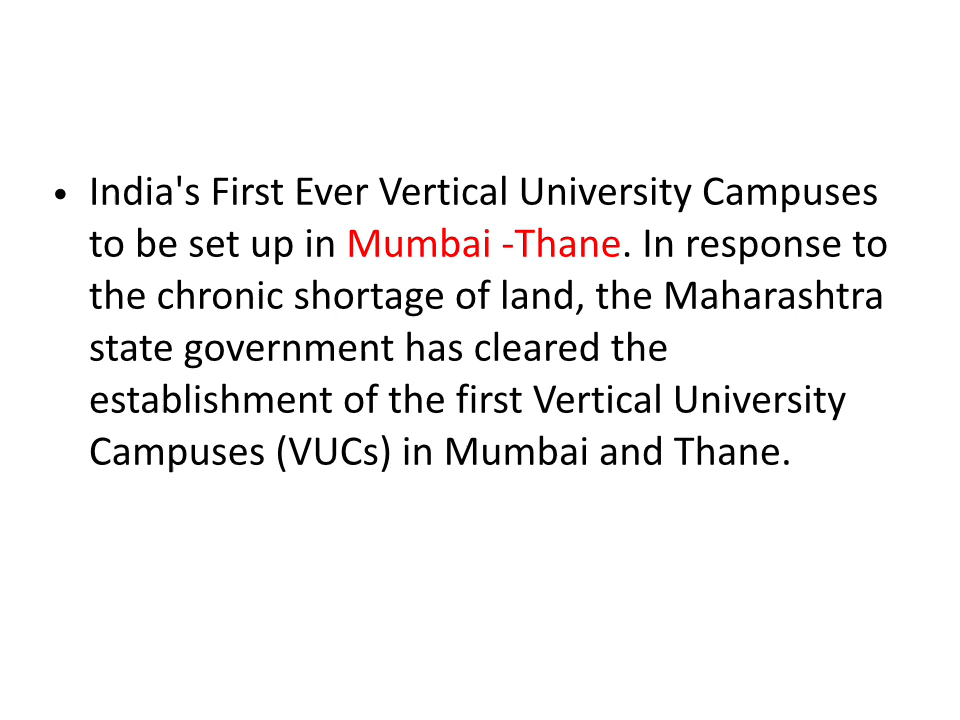 • India's First Ever Vertical University Campuses
to be set up in Mumbai -Thane. In response to
the chronic shortage of land, the Maharashtra
state government has cleared the
establishment of the first Vertical University
Campuses (VUCs) in Mumbai and Thane.